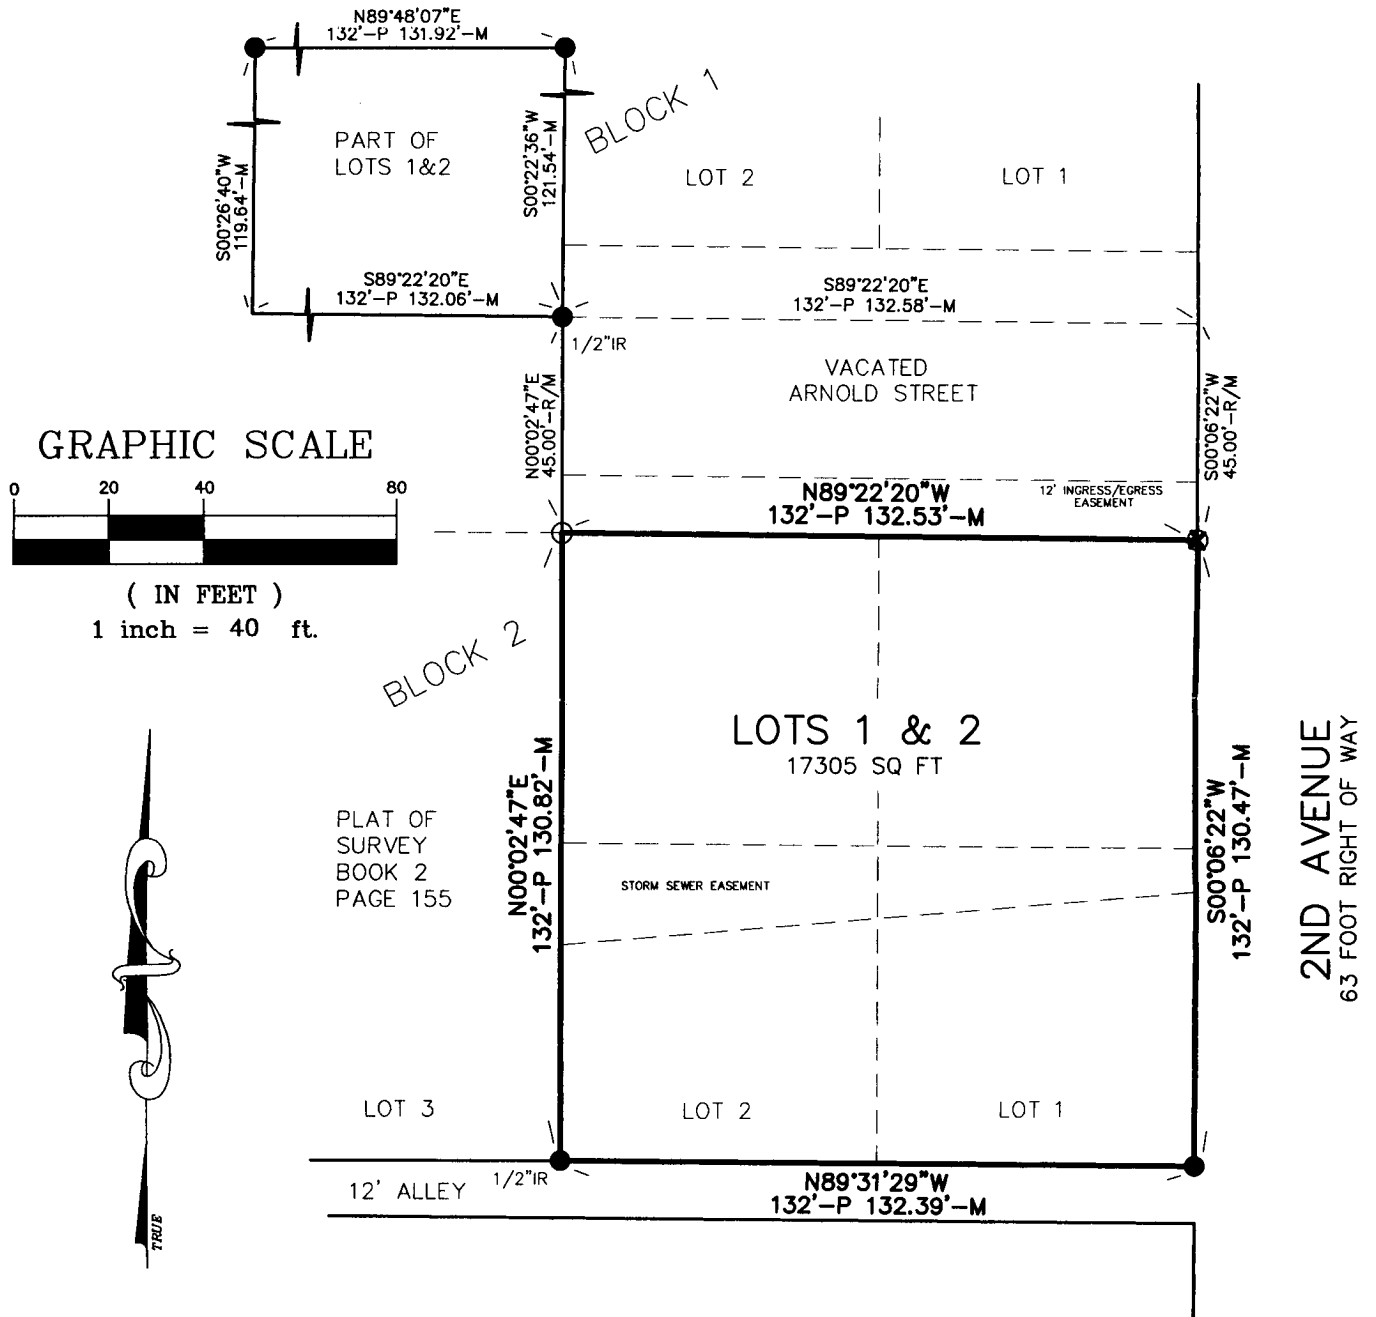 N89°48'07"E
132'-P 131.92'-M
BLOCK 1
PART OF
LOTS 1&2
S00°26'40"W
119.64'-M
S00°22'36"W
121.54'-M
LOT 2
LOT 1
S89°22'20"E
132'-P 132.06'-M
S89°22'20"E
132'-P 132.58'-M
1/2"IR
VACATED
ARNOLD STREET
N00°02'47"E
45.00'-R/M
S00°06'22"W
45.00'-R/M
GRAPHIC SCALE
0 20 40 80
( IN FEET )
1 inch = 40 ft.
N89°22'20"W
132'-P 132.53'-M
12' INGRESS/EGRESS
EASEMENT
BLOCK 2
LOTS 1 & 2
17305 SQ FT
N00°02'47"E
132'-P 130.82'-M
S00°06'22"W
132'-P 130.47'-M
2ND AVENUE
63 FOOT RIGHT OF WAY
PLAT OF
SURVEY
BOOK 2
PAGE 155
STORM SEWER EASEMENT
LOT 3
LOT 2
LOT 1
1/2"IR
12' ALLEY
N89°31'29"W
132'-P 132.39'-M
TRUE